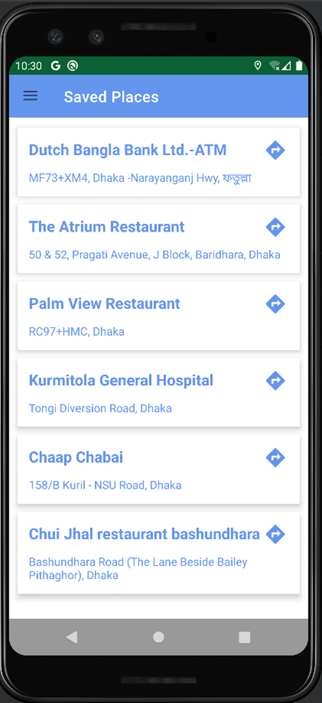 10:30 G
Saved Places
Dutch Bangla Bank Ltd.-ATM
MF73+XM4, Dhaka -Narayanganj Hwy, ফতুল্লা
The Atrium Restaurant
50 & 52, Pragati Avenue, J Block, Baridhara, Dhaka
Palm View Restaurant
RC97+HMC, Dhaka
Kurmitola General Hospital
Tongi Diversion Road, Dhaka
Chaap Chabai
158/B Kuril - NSU Road, Dhaka
Chui Jhal restaurant bashundhara
Bashundhara Road (The Lane Beside Bailey
Pithaghor), Dhaka